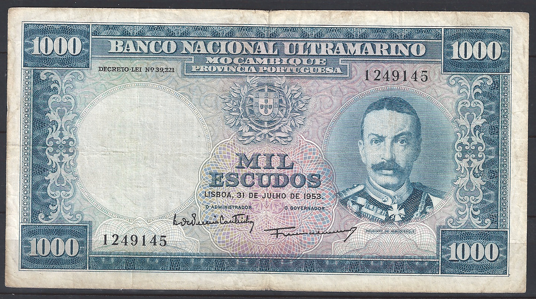 1000 BANCO NACIONAL ULTRAMARINO 1000
MOÇAMBIQUE
DECRETO-LEI Nº 39.221 PROVÍNCIA PORTUGUESA 1249145
MIL
ESCUDOS
LISBOA, 31 DE JULHO DE 1953
O ADMINISTRADOR O GOVERNADOR
1249145
1000 1000